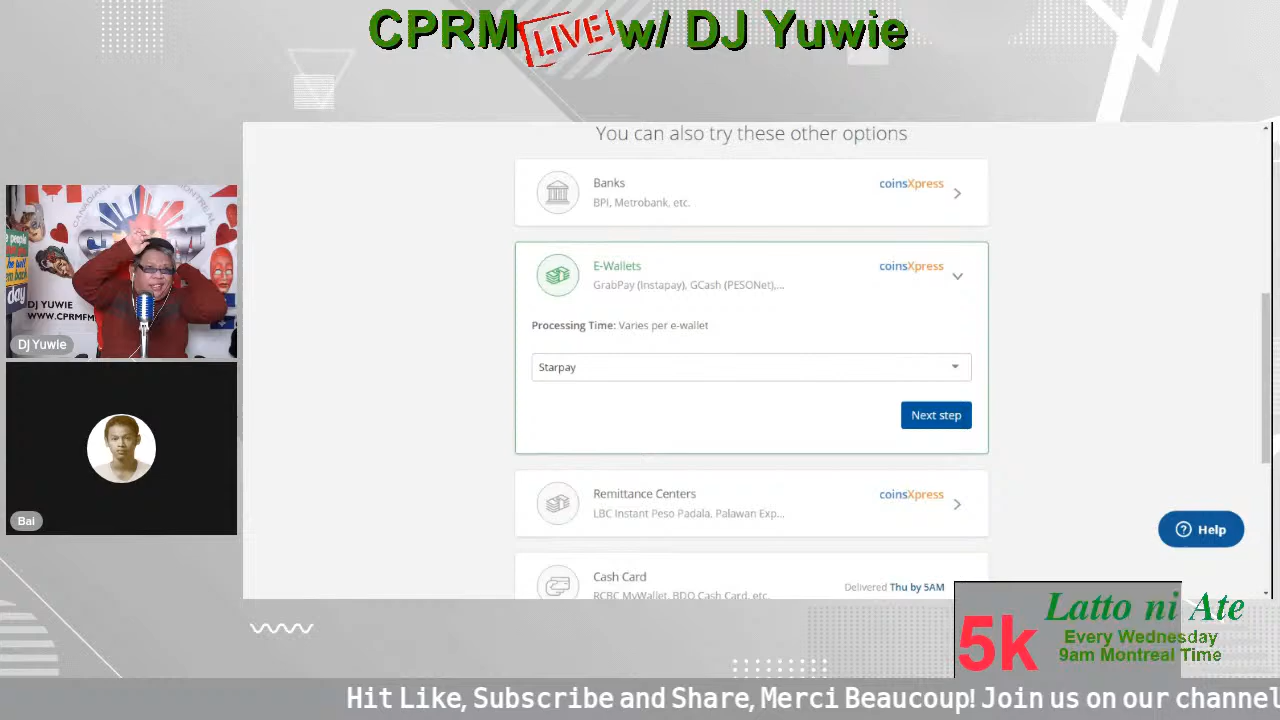 CPRM LIVE! w/ DJ Yuwie
You can also try these other options
Banks
BPI, Metrobank, etc.
coinsXpress
E-Wallets
GrabPay (Instapay), GCash (PESONet),...
coinsXpress
Processing Time: Varies per e-wallet
Starpay
Next step
Remittance Centers
LBC Instant Peso Padala, Palawan Exp...
coinsXpress
Cash Card
RCBC MyWallet, BDO Cash Card, etc.
Delivered Thu by 5AM
Help
DJ YUWIE
WWW.CPRMFM
day
DJ Yuwie
Bai
5k
Latto ni Ate
Every Wednesday
9am Montreal Time
Hit Like, Subscribe and Share, Merci Beaucoup! Join us on our channel